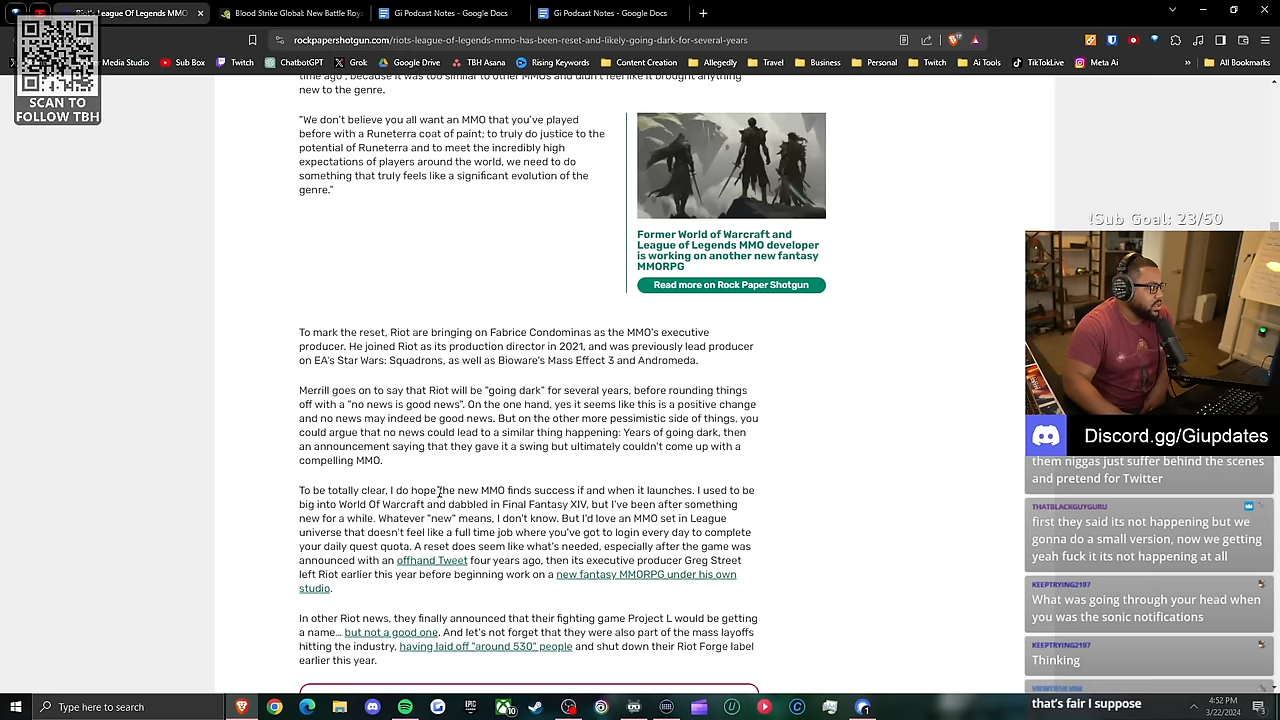 League Of Legends MMO
Blood Strike Global: New Battle Roy
Gi Podcast Notes - Google Docs
Gi Podcast Notes - Google Docs
rockpapershotgun.com/riots-league-of-legends-mmo-has-been-reset-and-likely-going-dark-for-several-years
Media Studio
Sub Box
Twitch
ChatbotGPT
Grok
Google Drive
TBH Asana
Rising Keywords
Content Creation
Allegedly
Travel
Business
Personal
Twitch
Ai Tools
TikTokLive
Meta Ai
All Bookmarks
SCAN TO
FOLLOW TBH
time ago", because it was too similar to other MMOs and didn't feel like it brought anything
new to the genre.
"We don't believe you all want an MMO that you've played
before with a Runeterra coat of paint; to truly do justice to the
potential of Runeterra and to meet the incredibly high
expectations of players around the world, we need to do
something that truly feels like a significant evolution of the
genre."
Former World of Warcraft and
League of Legends MMO developer
is working on another new fantasy
MMORPG
Read more on Rock Paper Shotgun
To mark the reset, Riot are bringing on Fabrice Condominas as the MMO's executive
producer. He joined Riot as its production director in 2021, and was previously lead producer
on EA's Star Wars: Squadrons, as well as Bioware's Mass Effect 3 and Andromeda.
Merrill goes on to say that Riot will be "going dark" for several years, before rounding things
off with a "no news is good news". On the one hand, yes it seems like this is a positive change
and no news may indeed be good news. But on the other more pessimistic side of things, you
could argue that no news could lead to a similar thing happening: Years of going dark, then
an announcement saying that they gave it a swing but ultimately couldn't come up with a
compelling MMO.
To be totally clear, I do hope the new MMO finds success if and when it launches. I used to be
big into World Of Warcraft and dabbled in Final Fantasy XIV, but I've been after something
new for a while. Whatever "new" means, I don't know. But I'd love an MMO set in League
universe that doesn't feel like a full time job where you've got to login every day to complete
your daily quest quota. A reset does seem like what's needed, especially after the game was
announced with an offhand Tweet four years ago, then its executive producer Greg Street
left Riot earlier this year before beginning work on a new fantasy MMORPG under his own
studio.
In other Riot news, they finally announced that their fighting game Project L would be getting
a name… but not a good one. And let's not forget that they were also part of the mass layoffs
hitting the industry, having laid off "around 530" people and shut down their Riot Forge label
earlier this year.
!Sub Goal: 23/50
Discord.gg/Giupdates
them niggas just suffer behind the scenes
and pretend for Twitter
THATBLACKGUYGURU
first they said its not happening but we
gonna do a small version, now we getting
yeah fuck it its not happening at all
KEEPTRYING2197
What was going through your head when
you was the sonic notifications
KEEPTRYING2197
Thinking
that's fair I suppose
Type here to search
10
1
4:52 PM
3/22/2024